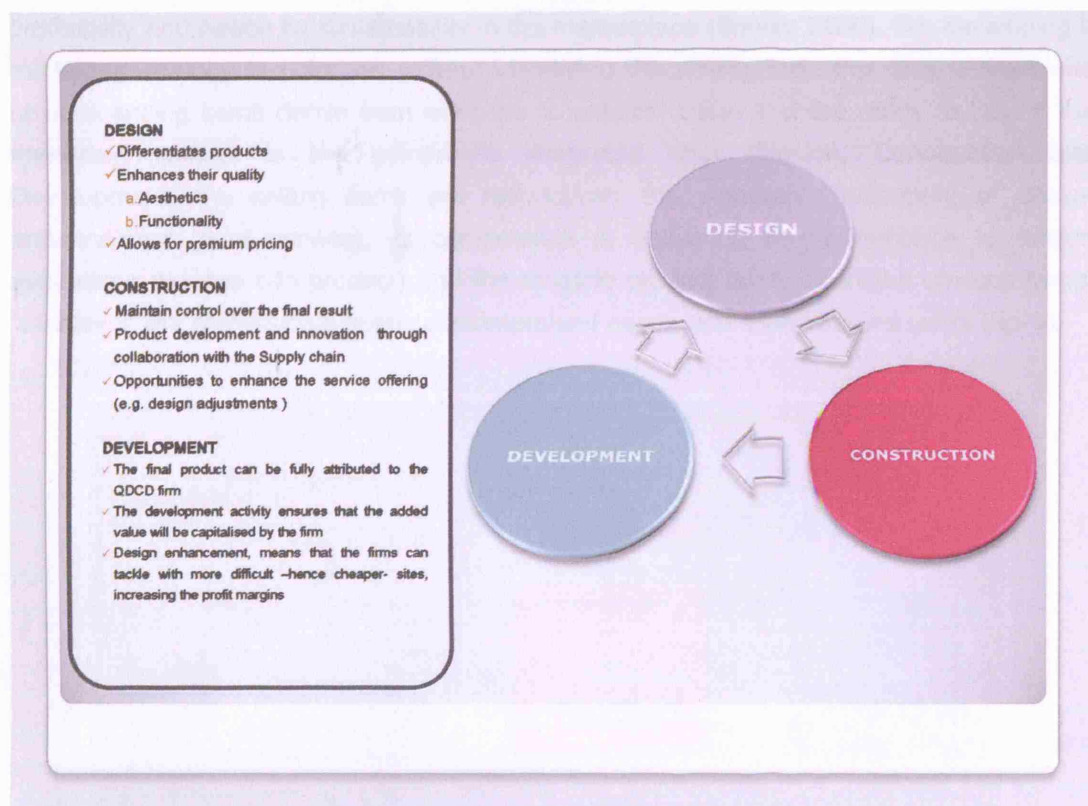 DESIGN
✓Differentiates products
✓Enhances their quality
a.Aesthetics
b.Functionality
✓Allows for premium pricing
CONSTRUCTION
✓Maintain control over the final result
✓Product development and innovation through
collaboration with the Supply chain
✓Opportunities to enhance the service offering
(e.g. design adjustments )
DEVELOPMENT
✓The final product can be fully attributed to the
QDCD firm
✓The development activity ensures that the added
value will be capitalised by the firm
✓Design enhancement, means that the firms can
tackle with more difficult –hence cheaper- sites,
increasing the profit margins
DESIGN
DEVELOPMENT
CONSTRUCTION